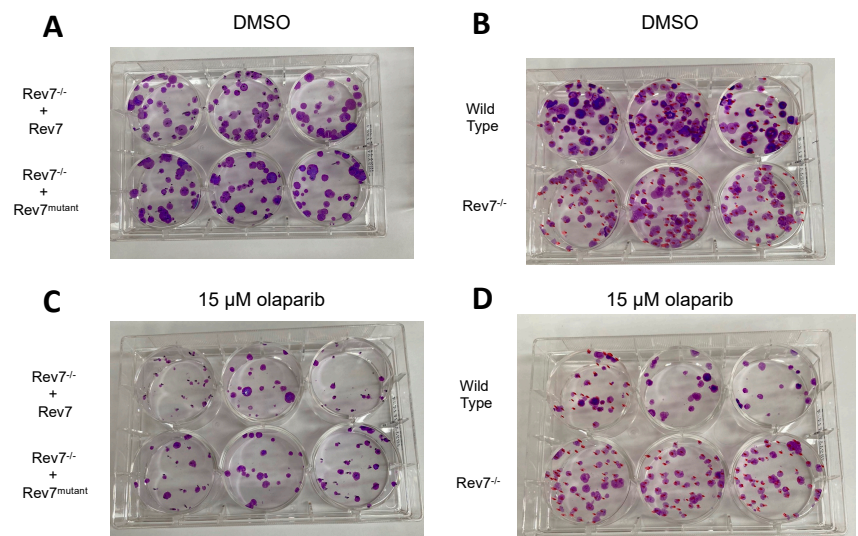 A
DMSO
Rev7-/-
+
Rev7
Rev7-/-
+
Rev7mutant
B
DMSO
Wild
Type
Rev7-/-
C
15 µM olaparib
Rev7-/-
+
Rev7
Rev7-/-
+
Rev7mutant
D
15 µM olaparib
Wild
Type
Rev7-/-